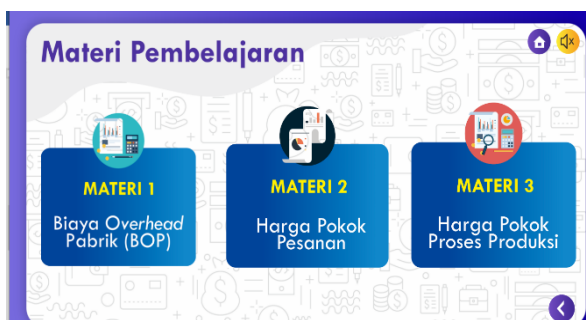 Materi Pembelajaran
MATERI 1
Biaya Overhead
Pabrik (BOP)
MATERI 2
Harga Pokok
Pesanan
MATERI 3
Harga Pokok
Proses Produksi